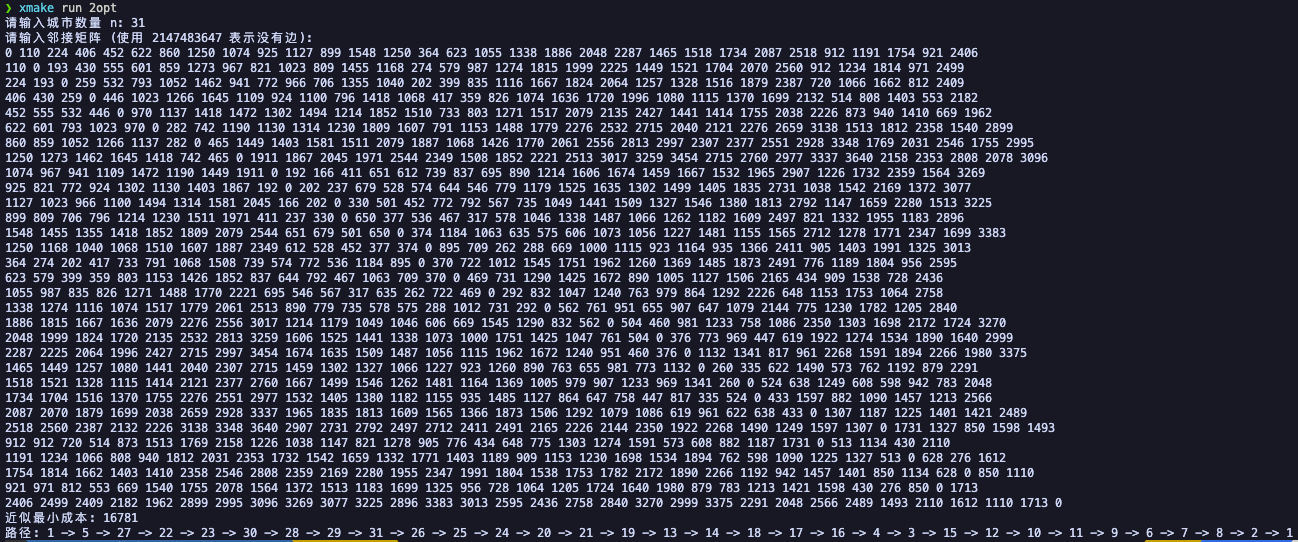 ❯ xmake run 2opt
请输入城市数量 n: 31
请输入邻接矩阵 (使用 2147483647 表示没有边):
0 110 224 406 452 622 860 1250 1074 925 1127 899 1548 1250 364 623 1055 1338 1886 2048 2287 1465 1518 1734 2087 2518 912 1191 1754 921 2406
110 0 193 430 555 601 859 1273 967 821 1023 809 1455 1168 274 579 987 1274 1815 1999 2225 1449 1521 1704 2070 2560 912 1234 1814 971 2499
224 193 0 259 532 793 1052 1462 941 772 966 706 1355 1040 202 399 835 1116 1667 1824 2064 1257 1328 1516 1879 2387 720 1066 1662 812 2409
406 430 259 0 446 1023 1266 1645 1109 924 1100 796 1418 1068 417 359 826 1074 1636 1720 1996 1080 1115 1370 1699 2132 514 808 1403 553 2182
452 555 532 446 0 970 1137 1418 1472 1302 1494 1214 1852 1510 733 803 1271 1517 2079 2135 2427 1441 1414 1755 2038 2226 873 940 1410 669 1962
622 601 793 1023 970 0 282 742 1190 1130 1314 1230 1809 1607 791 1153 1488 1779 2276 2532 2715 2040 2121 2276 2659 3138 1513 1812 2358 1540 2899
860 859 1052 1266 1137 282 0 465 1449 1403 1581 1511 2079 1887 1068 1426 1770 2061 2556 2813 2997 2307 2377 2551 2928 3348 1769 2031 2546 1755 2995
1250 1273 1462 1645 1418 742 465 0 1911 1867 2045 1971 2544 2349 1508 1852 2221 2513 3017 3259 3454 2715 2760 2977 3337 3640 2158 2353 2808 2078 3096
1074 967 941 1109 1472 1190 1449 1911 0 192 166 411 651 612 739 837 695 890 1214 1606 1674 1459 1667 1532 1965 2907 1226 1732 2359 1564 3269
925 821 772 924 1302 1130 1403 1867 192 0 202 237 679 528 574 644 546 779 1179 1525 1635 1302 1499 1405 1835 2731 1038 1542 2169 1372 3077
1127 1023 966 1100 1494 1314 1581 2045 166 202 0 330 501 452 772 792 567 735 1049 1441 1509 1327 1546 1380 1813 2792 1147 1659 2280 1513 3225
899 809 706 796 1214 1230 1511 1971 411 237 330 0 650 377 536 467 317 578 1046 1338 1487 1066 1262 1182 1609 2497 821 1332 1955 1183 2896
1548 1455 1355 1418 1852 1809 2079 2544 651 679 501 650 0 374 1184 1063 635 575 606 1073 1056 1227 1481 1155 1565 2712 1278 1771 2347 1699 3383
1250 1168 1040 1068 1510 1607 1887 2349 612 528 452 377 374 0 895 709 262 288 669 1000 1115 923 1164 935 1366 2411 905 1403 1991 1325 3013
364 274 202 417 733 791 1068 1508 739 574 772 536 1184 895 0 370 722 1012 1545 1751 1962 1260 1369 1485 1873 2491 776 1189 1804 956 2595
623 579 399 359 803 1153 1426 1852 837 644 792 467 1063 709 370 0 469 731 1290 1425 1672 890 1005 1127 1506 2165 434 909 1538 728 2436
1055 987 835 826 1271 1488 1770 2221 695 546 567 317 635 262 722 469 0 292 832 1047 1240 763 979 864 1292 2226 648 1153 1753 1064 2758
1338 1274 1116 1074 1517 1779 2061 2513 890 779 735 578 575 288 1012 731 292 0 562 761 951 655 907 647 1079 2144 775 1230 1782 1205 2840
1886 1815 1667 1636 2079 2276 2556 3017 1214 1179 1049 1046 606 669 1545 1290 832 562 0 504 460 981 1233 758 1086 2350 1303 1698 2172 1724 3270
2048 1999 1824 1720 2135 2532 2813 3259 1606 1525 1441 1338 1073 1000 1751 1425 1047 761 504 0 376 773 969 447 619 1922 1274 1534 1890 1640 2999
2287 2225 2064 1996 2427 2715 2997 3454 1674 1635 1509 1487 1056 1115 1962 1672 1240 951 460 376 0 1132 1341 817 961 2268 1591 1894 2266 1980 3375
1465 1449 1257 1080 1441 2040 2307 2715 1459 1302 1327 1066 1227 923 1260 890 763 655 981 773 1132 0 260 335 622 1490 573 762 1192 879 2291
1518 1521 1328 1115 1414 2121 2377 2760 1667 1499 1546 1262 1481 1164 1369 1005 979 907 1233 969 1341 260 0 524 638 1249 608 598 942 783 2048
1734 1704 1516 1370 1755 2276 2551 2977 1532 1405 1380 1182 1155 935 1485 1127 864 647 758 447 817 335 524 0 433 1597 882 1090 1457 1213 2566
2087 2070 1879 1699 2038 2659 2928 3337 1965 1835 1813 1609 1565 1366 1873 1506 1292 1079 1086 619 961 622 638 433 0 1307 1187 1225 1401 1421 2489
2518 2560 2387 2132 2226 3138 3348 3640 2907 2731 2792 2497 2712 2411 2491 2165 2226 2144 2350 1922 2268 1490 1249 1597 1307 0 1731 1327 850 1598 1493
912 912 720 514 873 1513 1769 2158 1226 1038 1147 821 1278 905 776 434 648 775 1303 1274 1591 573 608 882 1187 1731 0 513 1134 430 2110
1191 1234 1066 808 940 1812 2031 2353 1732 1542 1659 1332 1771 1403 1189 909 1153 1230 1698 1534 1894 762 598 1090 1225 1327 513 0 628 276 1612
1754 1814 1662 1403 1410 2358 2546 2808 2359 2169 2280 1955 2347 1991 1804 1538 1753 1782 2172 1890 2266 1192 942 1457 1401 850 1134 628 0 850 1110
921 971 812 553 669 1540 1755 2078 1564 1372 1513 1183 1699 1325 956 728 1064 1205 1724 1640 1980 879 783 1213 1421 1598 430 276 850 0 1713
2406 2499 2409 2182 1962 2899 2995 3096 3269 3077 3225 2896 3383 3013 2595 2436 2758 2840 3270 2999 3375 2291 2048 2566 2489 1493 2110 1612 1110 1713 0
近似最小成本: 16781
路径: 1 -> 5 -> 27 -> 22 -> 23 -> 30 -> 28 -> 29 -> 31 -> 26 -> 25 -> 24 -> 20 -> 21 -> 19 -> 13 -> 14 -> 18 -> 17 -> 16 -> 4 -> 3 -> 15 -> 12 -> 10 -> 11 -> 9 -> 6 -> 7 -> 8 -> 2 -> 1